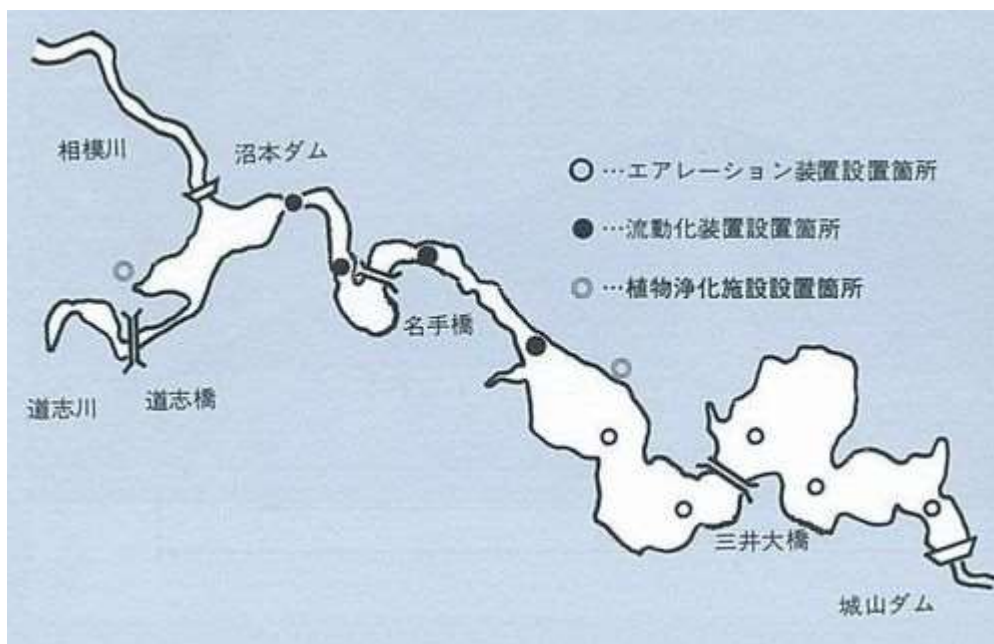 相模川
沼本ダム
○…エアレーション装置設置箇所
●…流動化装置設置箇所
◎…植物浄化施設設置箇所
名手橋
道志川
道志橋
三井大橋
城山ダム